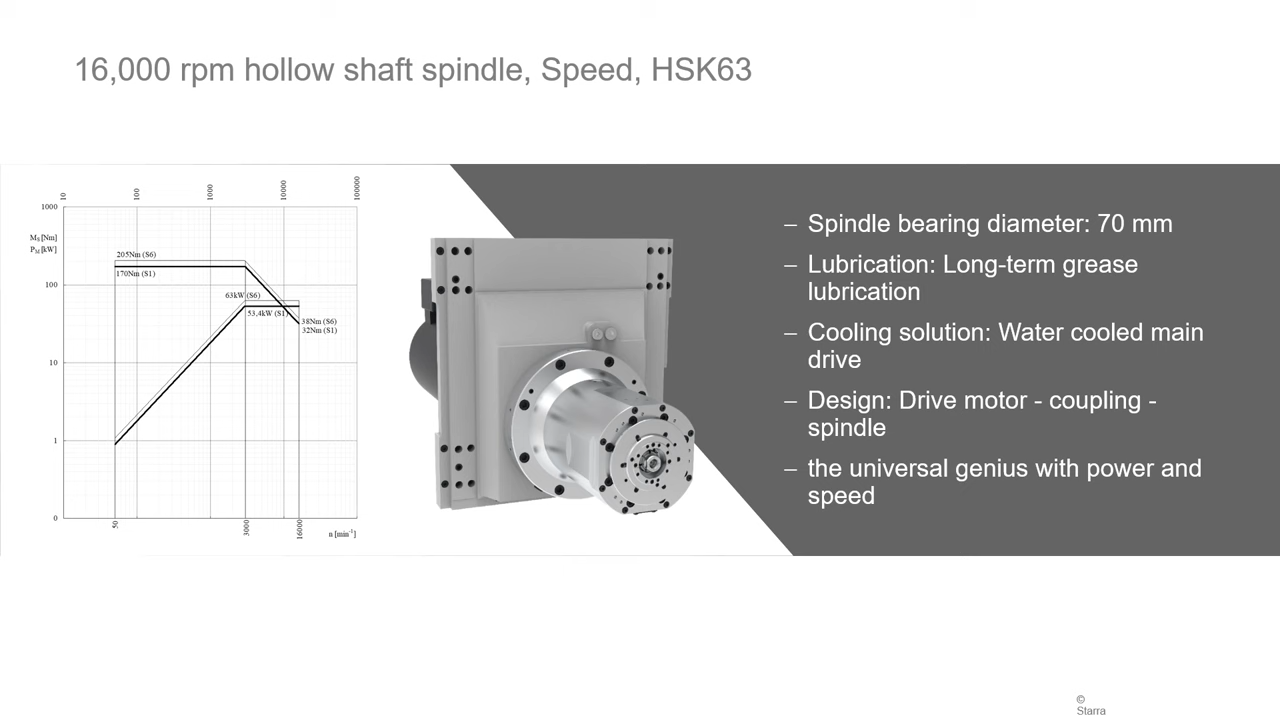 16,000 rpm hollow shaft spindle, Speed, HSK63
10
100
1000
10000
100000
1000
M_S [Nm]
P_M [kW]
205Nm (S6)
170Nm (S1)
100
63kW (S6)
53,4kW (S1)
38Nm (S6)
32Nm (S1)
10
1
0
50
3000
16000
n [min⁻¹]
– Spindle bearing diameter: 70 mm
– Lubrication: Long-term grease
lubrication
– Cooling solution: Water cooled main
drive
– Design: Drive motor - coupling -
spindle
– the universal genius with power and
speed
©
Starra